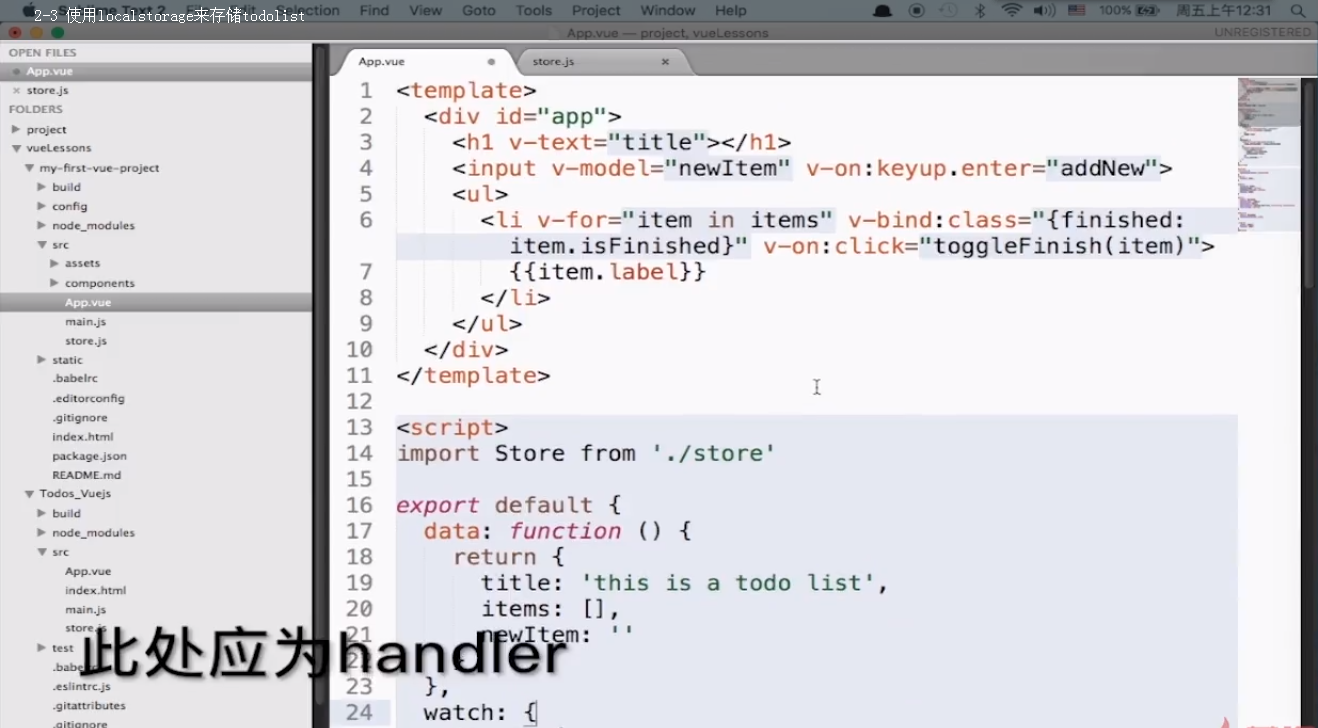 2-3 使用localstorage来存储todolist
Selection Find View Goto Tools Project Window Help 100% 周五上午12:31
App.vue — project, vueLessons
UNREGISTERED
OPEN FILES
App.vue
store.js
FOLDERS
project
vueLessons
my-first-vue-project
build
config
node_modules
src
assets
components
App.vue
main.js
store.js
static
.babelrc
.editorconfig
.gitignore
index.html
package.json
README.md
Todos_Vuejs
build
node_modules
src
App.vue
index.html
main.js
store.js
test
.babelrc
.eslintrc.js
.gitattributes
.gitignore
App.vue
store.js
1 <template>
2 <div id="app">
3 <h1 v-text="title"></h1>
4 <input v-model="newItem" v-on:keyup.enter="addNew">
5 <ul>
6 <li v-for="item in items" v-bind:class="{finished:
item.isFinished}" v-on:click="toggleFinish(item)">
7 {{item.label}}
8 </li>
9 </ul>
10 </div>
11 </template>
12
13 <script>
14 import Store from './store'
15
16 export default {
17 data: function () {
18 return {
19 title: 'this is a todo list',
20 items: [],
21 newItem: ''
22 }
23 },
24 watch: {
此处应为handler